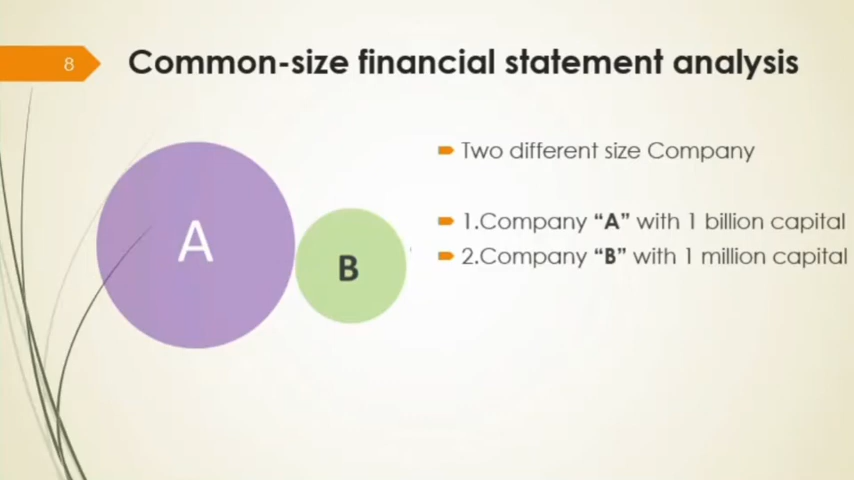 8
Common-size financial statement analysis
A
B
Two different size Company
1.Company “A” with 1 billion capital
2.Company “B” with 1 million capital